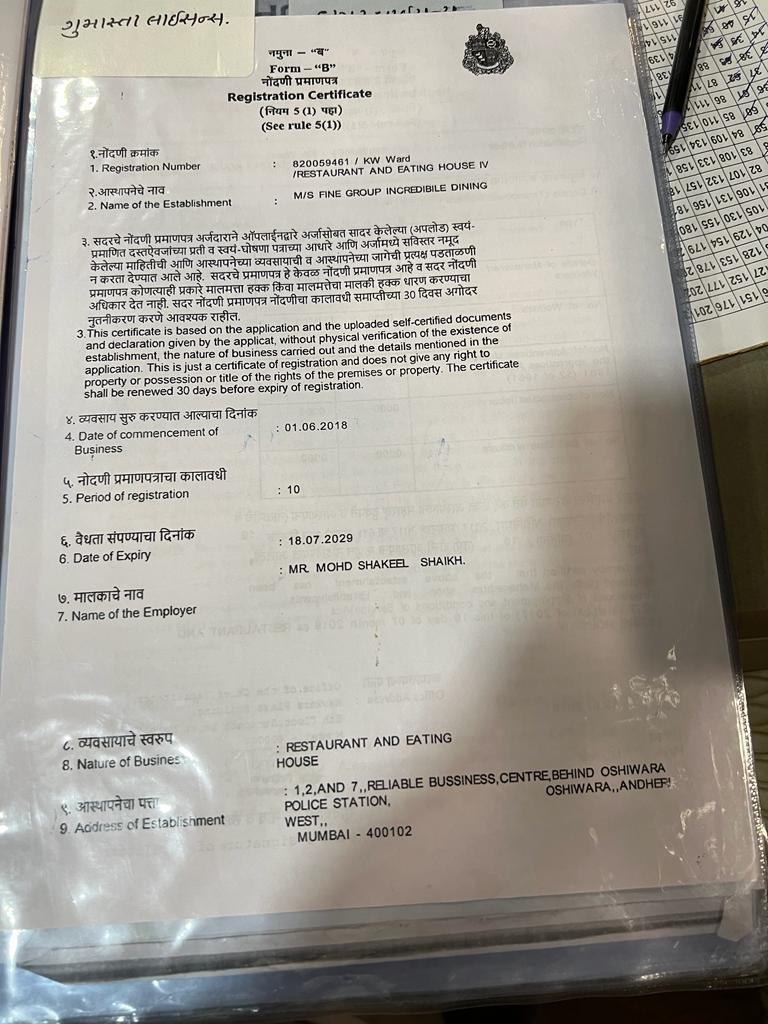 ગુમાસ્તા લાઈસન્સ.
नमुना – "ब"
Form – "B"
नोंदणी प्रमाणपत्र
Registration Certificate
(नियम 5 (1) पहा)
(See rule 5(1))
१.नोंदणी क्रमांक
1. Registration Number : 820059461 / KW Ward
/RESTAURANT AND EATING HOUSE IV
२.आस्थापनेचे नाव
2. Name of the Establishment : M/S FINE GROUP INCREDIBILE DINING
३. सदरचे नोंदणी प्रमाणपत्र अर्जदाराने ऑपलाईनद्वारे अर्जासोबत सादर केलेल्या (अपलोड) स्वयं-
प्रमाणित दस्तऐवजांच्या प्रती व स्वयं-घोषणा पत्राच्या आधारे आणि अर्जामध्ये सविस्तर नमूद
केलेल्या माहितीची आणि आस्थापनेच्या व्यवसायाची व आस्थापनेच्या जागेची प्रत्यक्ष पडताळणी
न करता देण्यात आले आहे. सदरचे प्रमाणपत्र हे केवळ नोंदणी प्रमाणपत्र आहे व सदर नोंदणी
प्रमाणपत्र कोणत्याही प्रकारे मालमत्ता हक्क किंवा मालमत्तेचा मालकी हक्क धारण करण्याचा
अधिकार देत नाही. सदर नोंदणी प्रमाणपत्र नोंदणीचा कालावधी समाप्तीच्या 30 दिवस अगोदर
नुतनीकरण करणे आवश्यक राहील.
3.This certificate is based on the application and the uploaded self-certified documents
and declaration given by the applicat, without physical verification of the existence of
establishment, the nature of business carried out and the details mentioned in the
application. This is just a certificate of registration and does not give any right to
property or possession or title of the rights of the premises or property. The certificate
shall be renewed 30 days before expiry of registration.
४. व्यवसाय सुरु करण्यात आल्याचा दिनांक
4. Date of commencement of : 01.06.2018
Business
५. नोदणी प्रमाणपत्राचा कालावधी
5. Period of registration : 10
६. वैधता संपण्याचा दिनांक : 18.07.2029
6. Date of Expiry
: MR. MOHD SHAKEEL SHAIKH.
७. मालकाचे नाव
7. Name of the Employer
८. व्यवसायाचे स्वरुप : RESTAURANT AND EATING
8. Nature of Busines HOUSE
९. आस्थापनेचा पत्ता : 1,2,AND 7,,RELIABLE BUSSINESS,CENTRE,BEHIND OSHIWARA
9. Address of Establishment POLICE STATION, OSHIWARA,,ANDHERI
WEST,,
MUMBAI - 400102